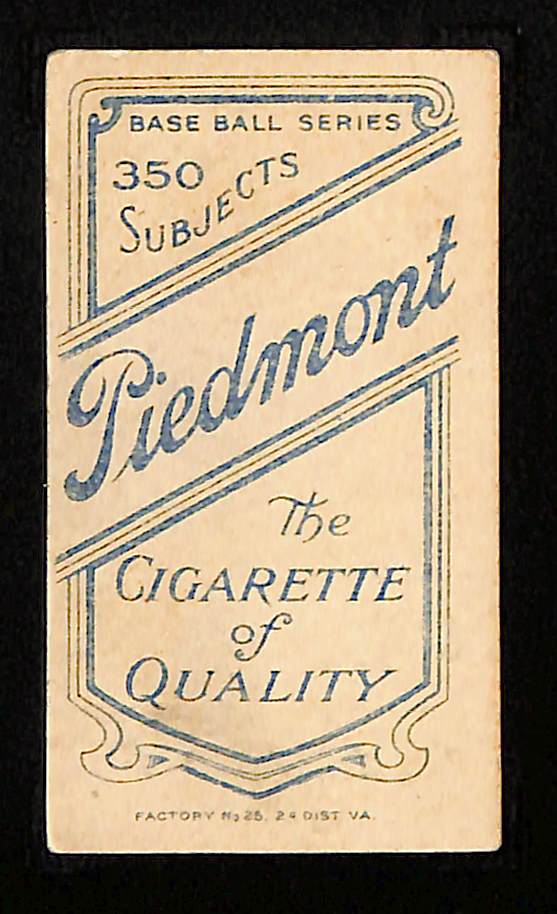 BASE BALL SERIES
350
SUBJECTS
Piedmont
The
CIGARETTE
of
QUALITY
FACTORY No 25, 2d DIST VA.